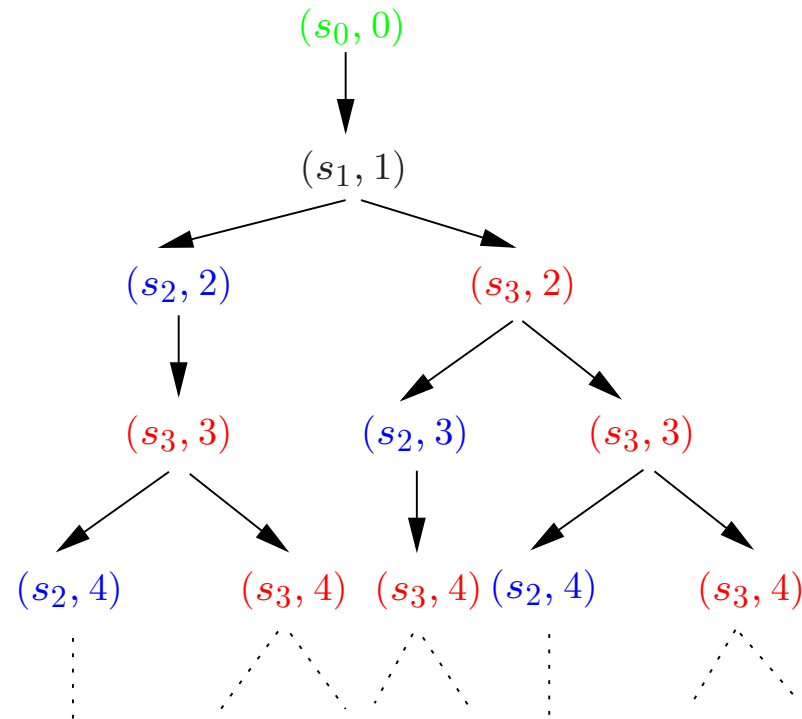 (s₀, 0)
(s₁, 1)
(s₂, 2) (s₃, 2)
(s₃, 3) (s₂, 3) (s₃, 3)
(s₂, 4) (s₃, 4) (s₃, 4) (s₂, 4) (s₃, 4)